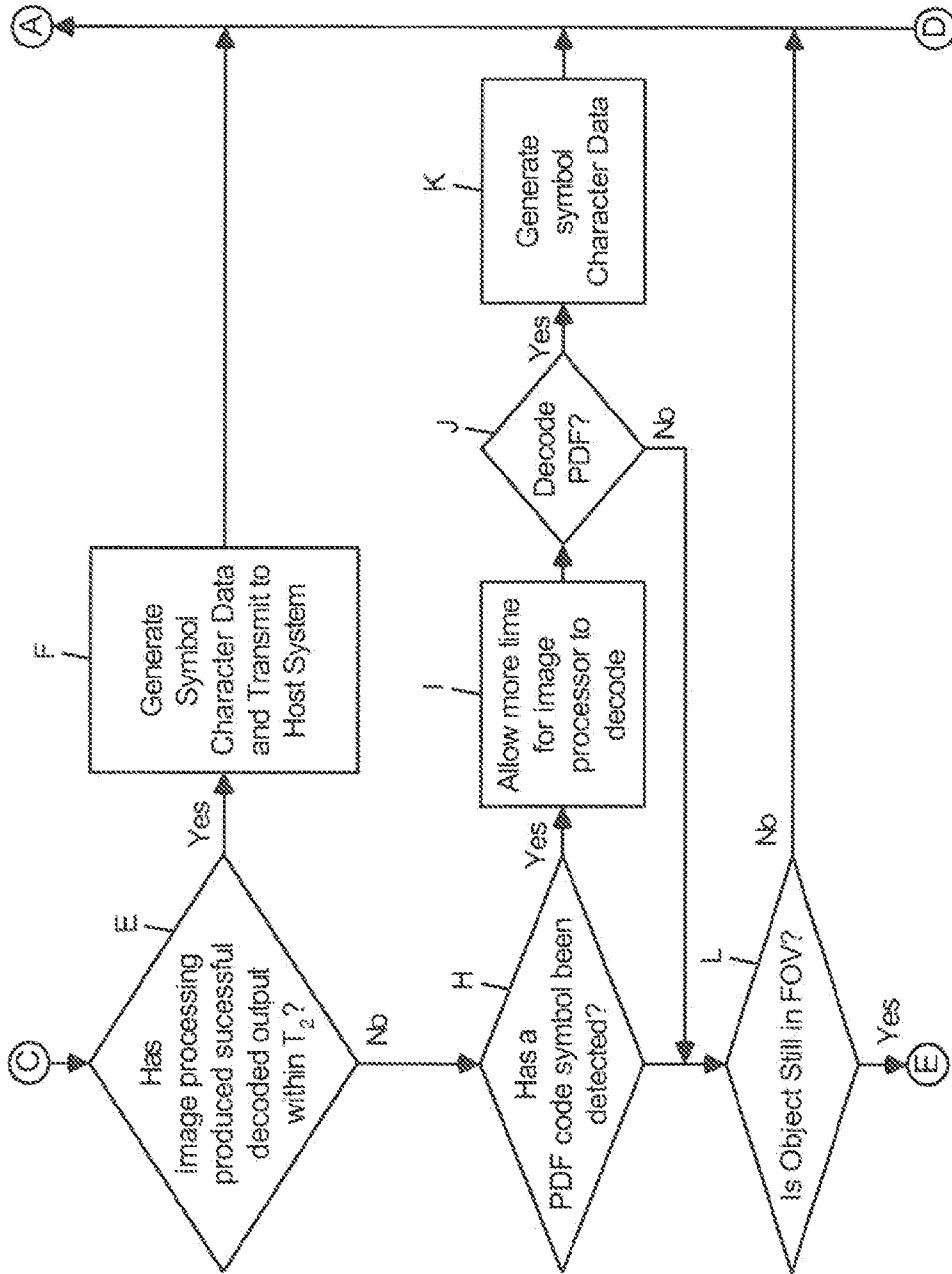 C
Has
image processing
produced sucessful
decoded output
within T₂?
E
Yes
F
Generate
Symbol
Character Data
and Transmit to
Host System
A
No
Has a
PDF code symbol been
detected?
H
Yes
Allow more time
for image
processor to
decode
I
Decode
PDF?
J
Yes
No
Generate
symbol
Character Data
K
Is Object Still in FOV?
L
No
Yes
E
D